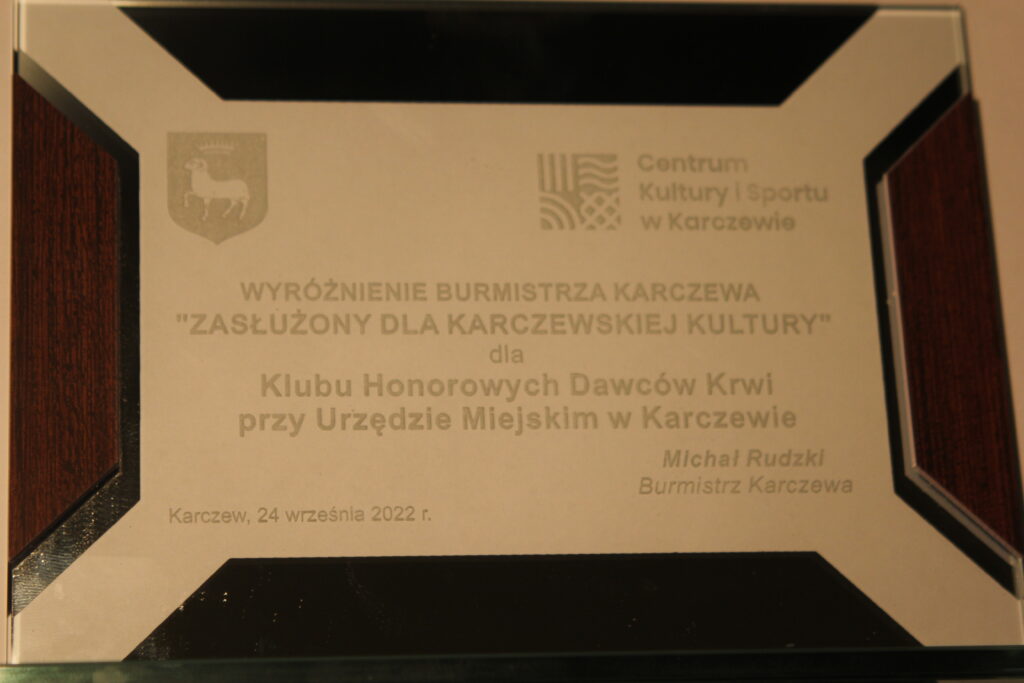 Centrum
Kultury i Sportu
w Karczewie
WYRÓŻNIENIE BURMISTRZA KARCZEWA
"ZASŁUŻONY DLA KARCZEWSKIEJ KULTURY"
dla
Klubu Honorowych Dawców Krwi
przy Urzędzie Miejskim w Karczewie
Michał Rudzki
Burmistrz Karczewa
Karczew, 24 września 2022 r.